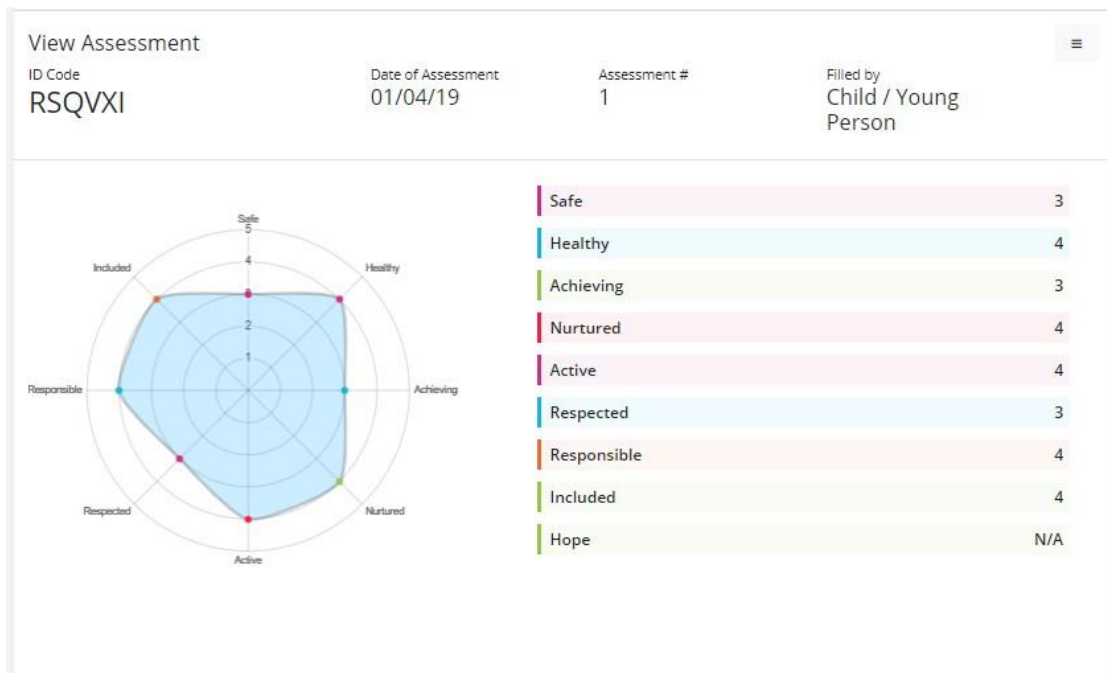 View Assessment
≡
ID Code
RSQVXI
Date of Assessment
01/04/19
Assessment #
1
Filled by
Child / Young
Person
Safe
5
4
3
2
1
Healthy
Achieving
Nurtured
Active
Respected
Responsible
Included
Safe 3
Healthy 4
Achieving 3
Nurtured 4
Active 4
Respected 3
Responsible 4
Included 4
Hope N/A